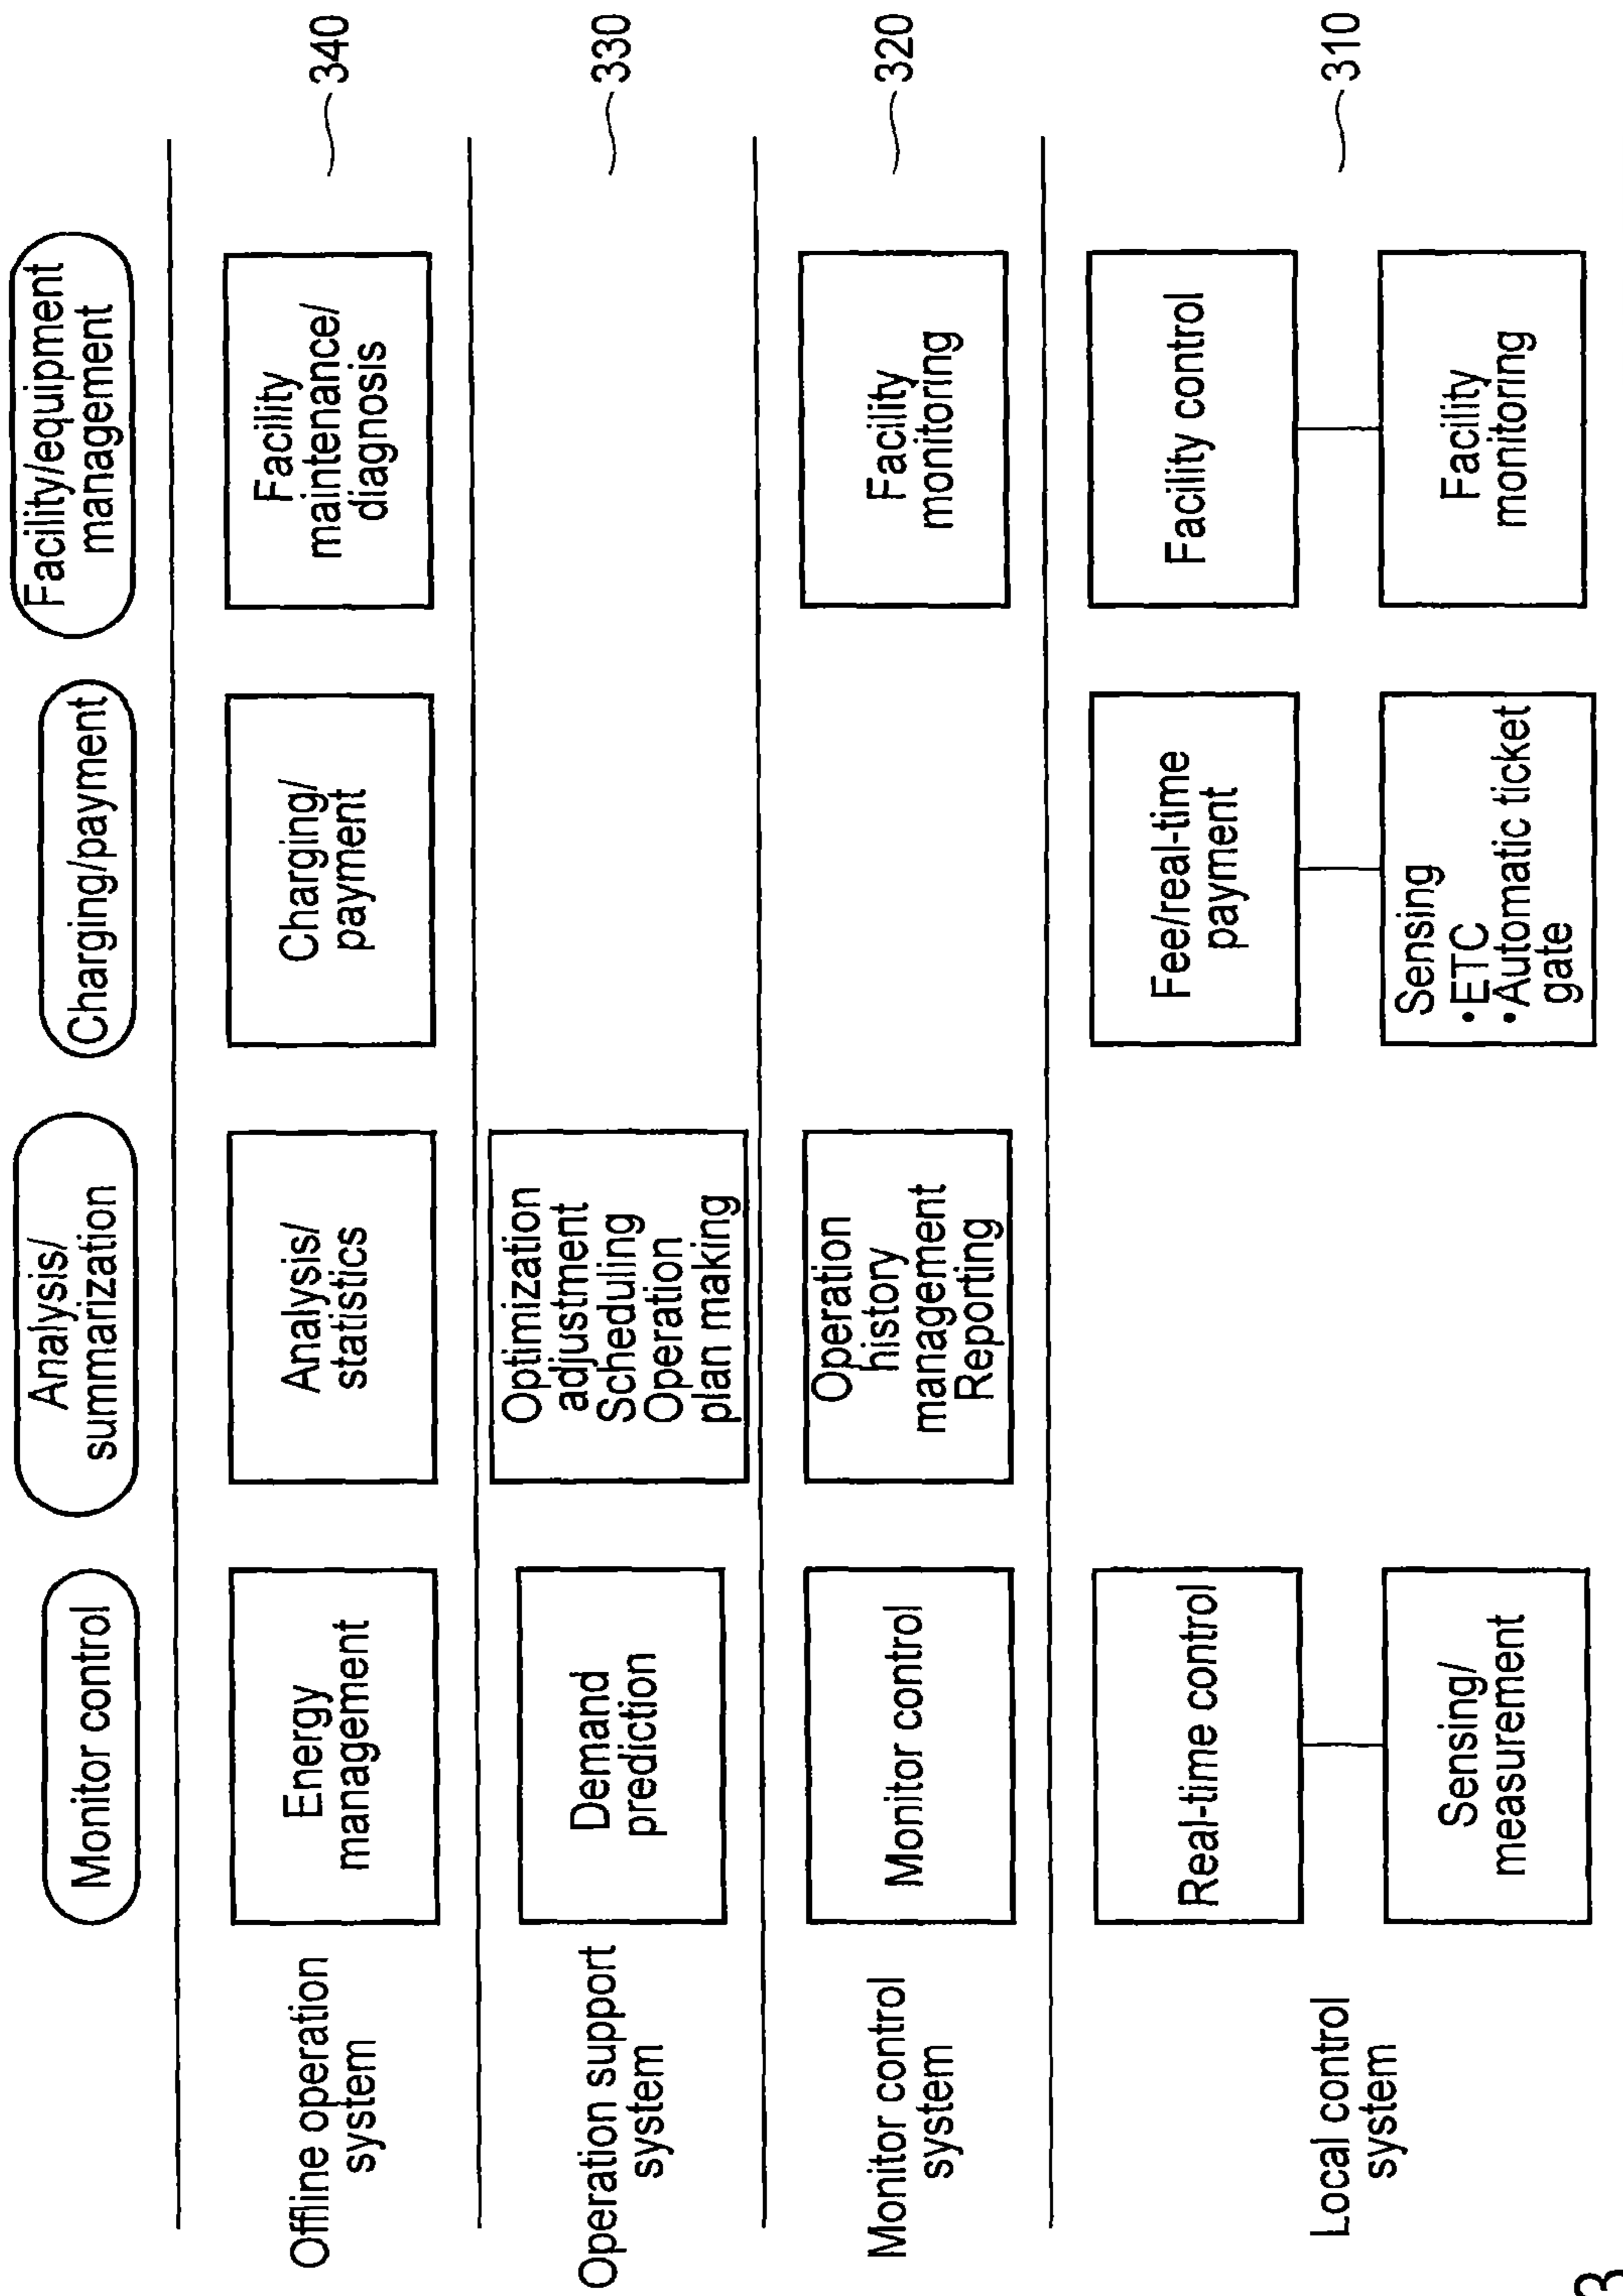 Monitor control
Analysis/
summarization
Charging/payment
Facility/equipment
management
Offline operation
system
Energy
management
Analysis/
statistics
Charging/
payment
Facility
maintenance/
diagnosis
340
Operation support
system
Demand
prediction
Optimization
adjustment
Scheduling
Operation
plan making
330
Monitor control
system
Monitor control
Operation
history
management
Reporting
Facility
monitoring
320
Local control
system
Real-time control
Fee/real-time
payment
Facility control
310
Sensing/
measurement
Sensing
•ETC
•Automatic ticket
gate
Facility
monitoring
3